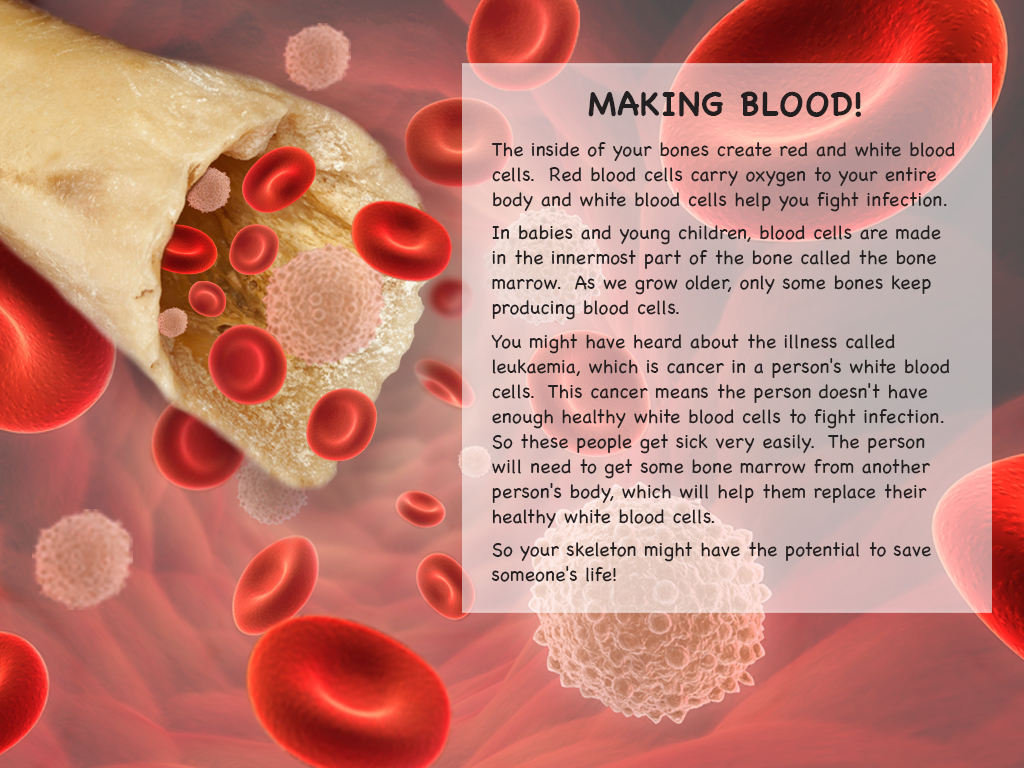 MAKING BLOOD!
The inside of your bones create red and white blood
cells.  Red blood cells carry oxygen to your entire
body and white blood cells help you fight infection.
In babies and young children, blood cells are made
in the innermost part of the bone called the bone
marrow.  As we grow older, only some bones keep
producing blood cells.
You might have heard about the illness called
leukaemia, which is cancer in a person's white blood
cells.  This cancer means the person doesn't have
enough healthy white blood cells to fight infection.
So these people get sick very easily.  The person
will need to get some bone marrow from another
person's body, which will help them replace their
healthy white blood cells.
So your skeleton might have the potential to save
someone's life!